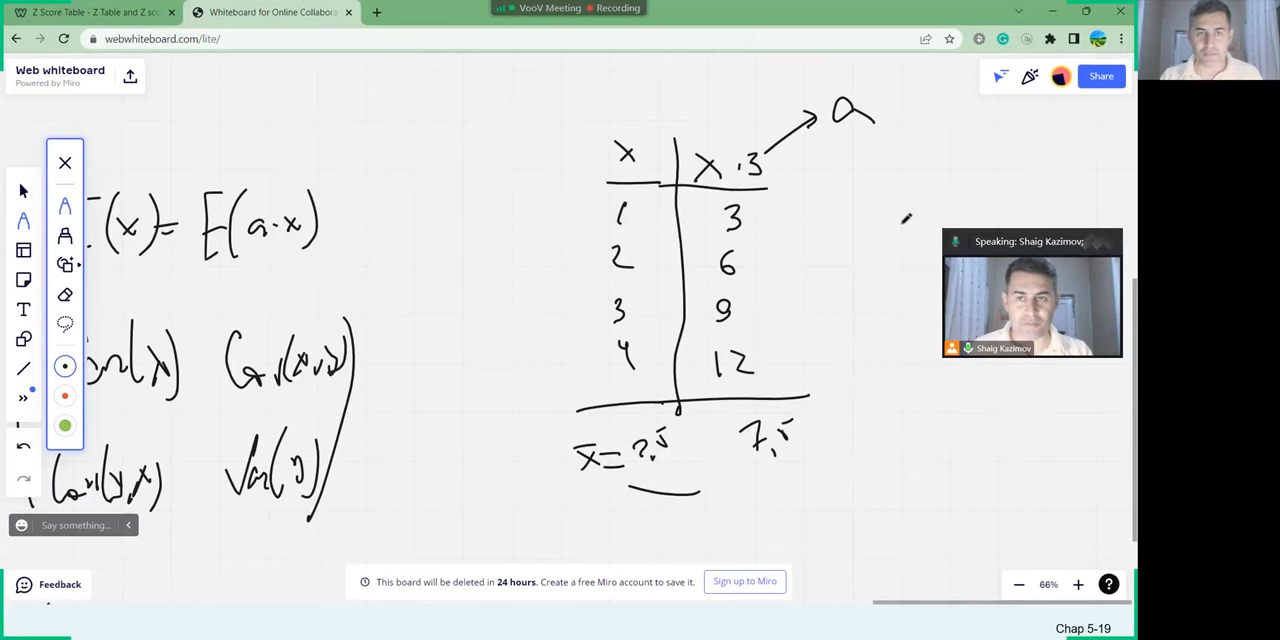 Z Score Table - Z Table and Z sco
Whiteboard for Online Collabora
VooV Meeting
Recording
webwhiteboard.com/lite/
Web whiteboard
Powered by Miro
Share
a
x
x · 3
(x) = E(a·x)
1
3
2
6
Speaking: Shaig Kazimov;
3
9
4
12
Shaig Kazimov
x̄ = 2,5
7,5
Var(y)
Say something...
Feedback
This board will be deleted in 24 hours. Create a free Miro account to save it.
Sign up to Miro
66%
?
Chap 5-19